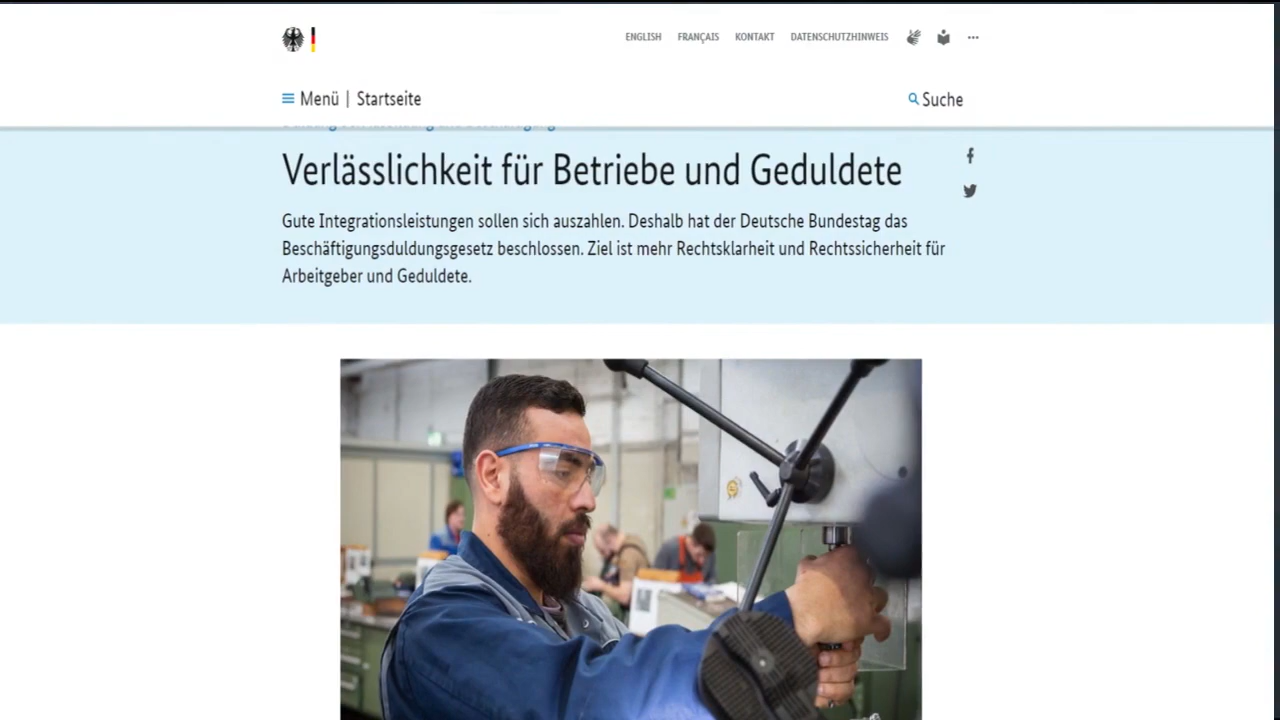 ENGLISH FRANÇAIS KONTAKT DATENSCHUTZHINWEIS
Menü | Startseite
Suche
Verlässlichkeit für Betriebe und Geduldete
Gute Integrationsleistungen sollen sich auszahlen. Deshalb hat der Deutsche Bundestag das
Beschäftigungsduldungsgesetz beschlossen. Ziel ist mehr Rechtsklarheit und Rechtssicherheit für
Arbeitgeber und Geduldete.